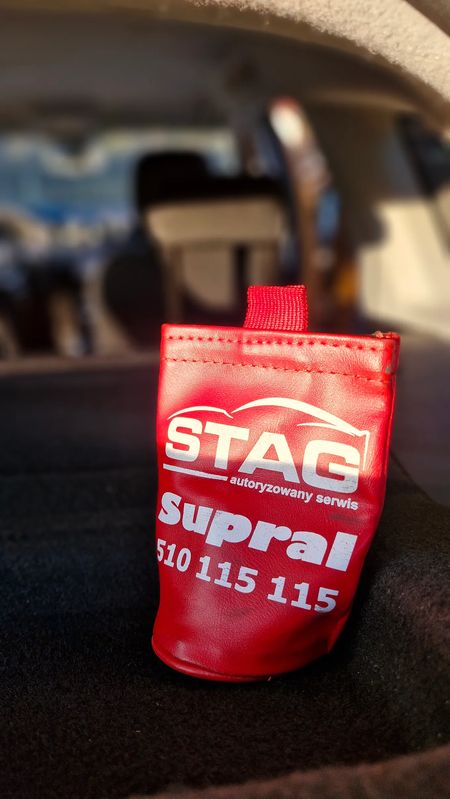 STAG
autoryzowany serwis
Supral
510 115 115